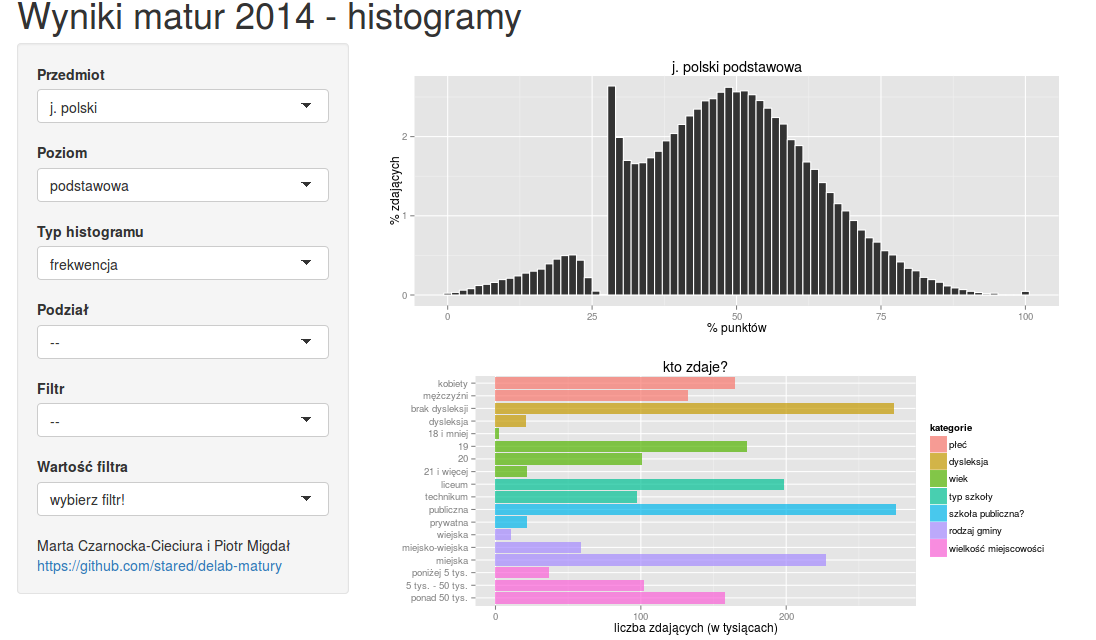 Wyniki matur 2014 - histogramy
Przedmiot
j. polski
Poziom
podstawowa
Typ histogramu
frekwencja
Podział
--
Filtr
--
Wartość filtra
wybierz filtr!
Marta Czarnocka-Cieciura i Piotr Migdał
https://github.com/stared/delab-matury
j. polski podstawowa
% zdających
2
1
0
0 25 50 75 100
% punktów
kto zdaje?
kobiety
mężczyźni
brak dysleksji
dysleksja
18 i mniej
19
20
21 i więcej
liceum
technikum
publiczna
prywatna
wiejska
miejsko-wiejska
miejska
poniżej 5 tys.
5 tys. - 50 tys.
ponad 50 tys.
0 100 200
liczba zdających (w tysiącach)
kategorie
płeć
dysleksja
wiek
typ szkoły
szkoła publiczna?
rodzaj gminy
wielkość miejscowości